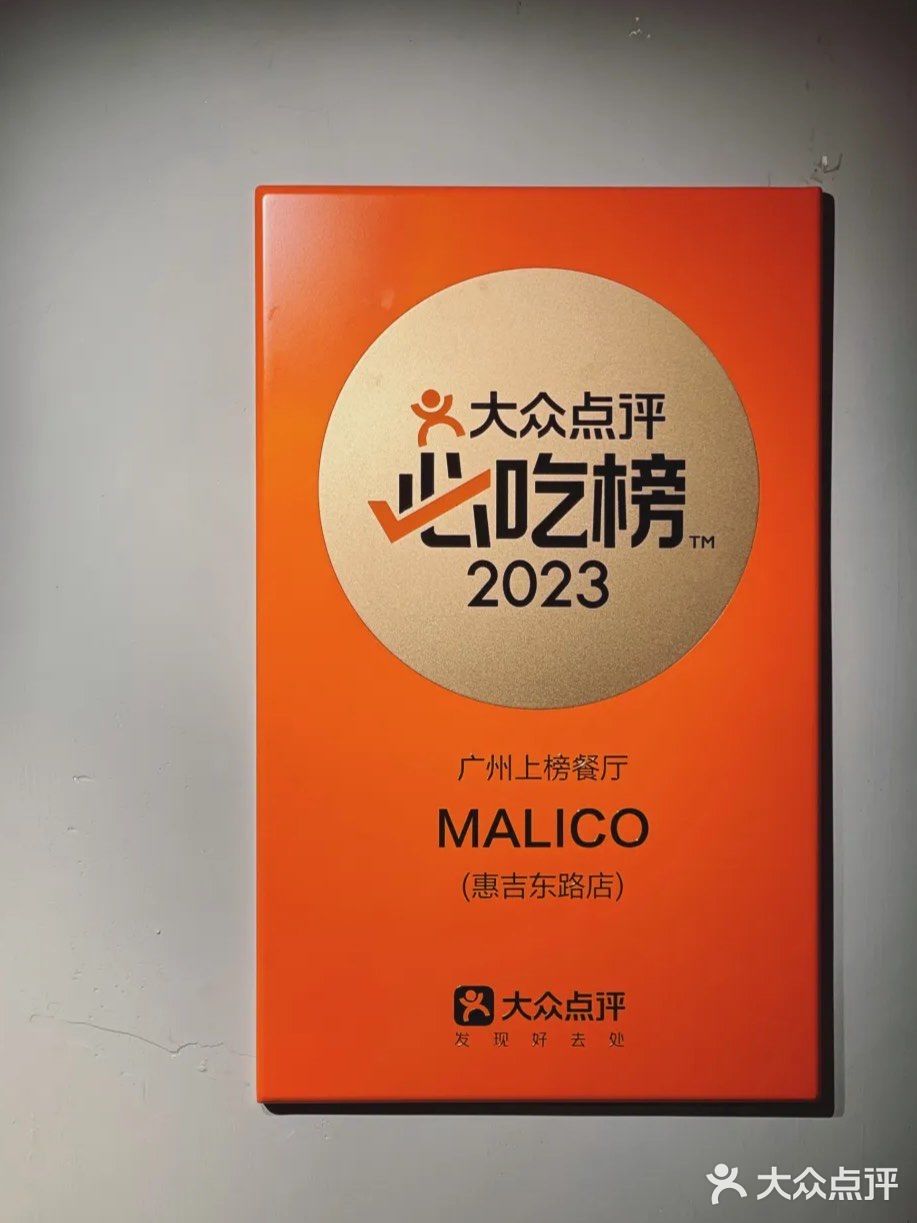 大众点评
必吃榜™
2023
广州上榜餐厅
MALICO
(惠吉东路店)
大众点评
发现好去处
大众点评